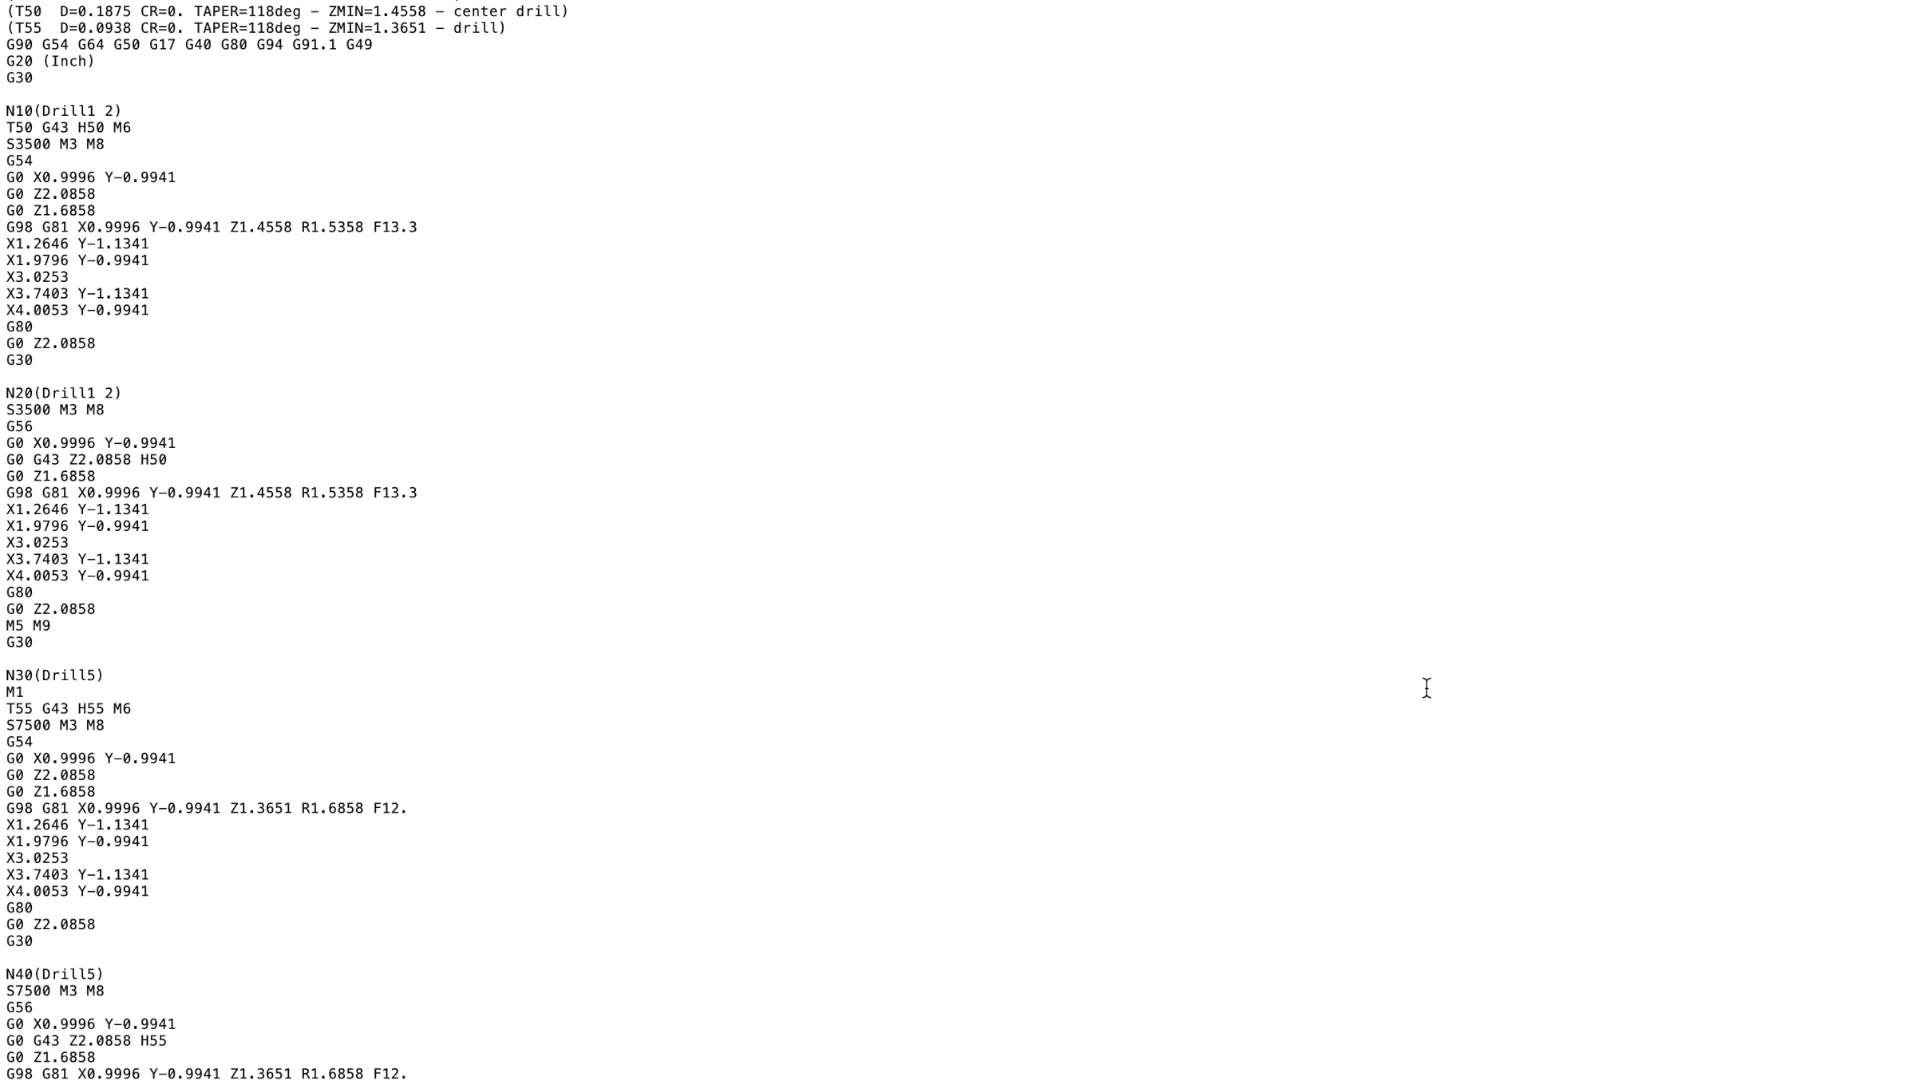 (T50  D=0.1875 CR=0. TAPER=118deg - ZMIN=1.4558 - center drill)
(T55  D=0.0938 CR=0. TAPER=118deg - ZMIN=1.3651 - drill)
G90 G54 G64 G50 G17 G40 G80 G94 G91.1 G49
G20 (Inch)
G30

N10(Drill1 2)
T50 G43 H50 M6
S3500 M3 M8
G54
G0 X0.9996 Y-0.9941
G0 Z2.0858
G0 Z1.6858
G98 G81 X0.9996 Y-0.9941 Z1.4558 R1.5358 F13.3
X1.2646 Y-1.1341
X1.9796 Y-0.9941
X3.0253
X3.7403 Y-1.1341
X4.0053 Y-0.9941
G80
G0 Z2.0858
G30

N20(Drill1 2)
S3500 M3 M8
G56
G0 X0.9996 Y-0.9941
G0 G43 Z2.0858 H50
G0 Z1.6858
G98 G81 X0.9996 Y-0.9941 Z1.4558 R1.5358 F13.3
X1.2646 Y-1.1341
X1.9796 Y-0.9941
X3.0253
X3.7403 Y-1.1341
X4.0053 Y-0.9941
G80
G0 Z2.0858
M5 M9
G30

N30(Drill5)
M1
T55 G43 H55 M6
S7500 M3 M8
G54
G0 X0.9996 Y-0.9941
G0 Z2.0858
G0 Z1.6858
G98 G81 X0.9996 Y-0.9941 Z1.3651 R1.6858 F12.
X1.2646 Y-1.1341
X1.9796 Y-0.9941
X3.0253
X3.7403 Y-1.1341
X4.0053 Y-0.9941
G80
G0 Z2.0858
G30

N40(Drill5)
S7500 M3 M8
G56
G0 X0.9996 Y-0.9941
G0 G43 Z2.0858 H55
G0 Z1.6858
G98 G81 X0.9996 Y-0.9941 Z1.3651 R1.6858 F12.